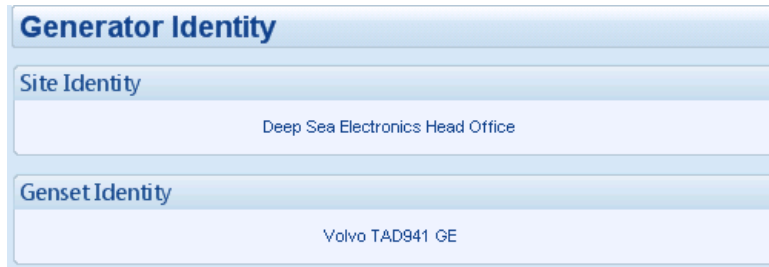 Generator Identity
Site Identity
Deep Sea Electronics Head Office
Genset Identity
Volvo TAD941 GE